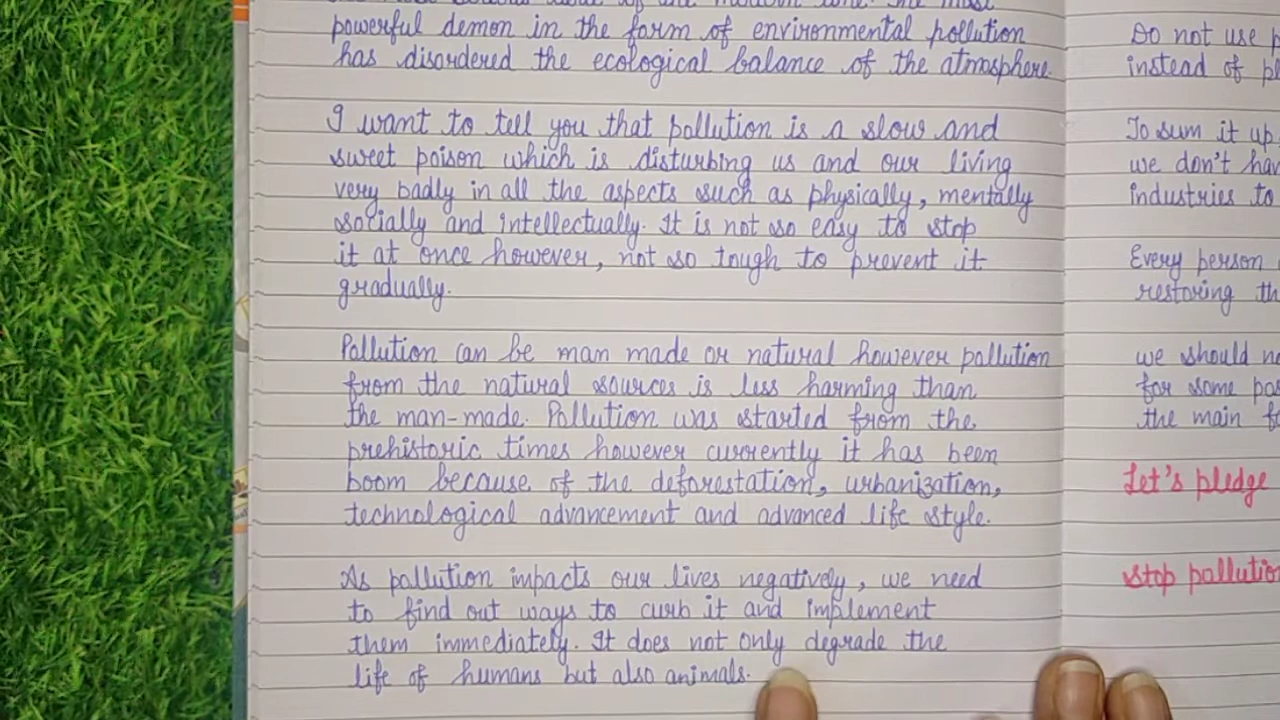 powerful demon in the form of environmental pollution
has disordered the ecological balance of the atmosphere.
I want to tell you that pollution is a slow and
sweet poison which is disturbing us and our living
very badly in all the aspects such as physically, mentally
socially and intellectually. It is not so easy to stop
it at once however, not so tough to prevent it
gradually.
Pollution can be man made or natural however pollution
from the natural sources is less harming than
the man-made. Pollution was started from the
prehistoric times however currently it has been
boom because of the deforestation, urbanization,
technological advancement and advanced life style.
As pollution impacts our lives negatively, we need
to find out ways to curb it and implement
them immediately. It does not only degrade the
life of humans but also animals.
Do not use
instead of
To sum it up,
we don't
industries to
Every person
restoring
we should
for some
the main
Let's pledge
Stop